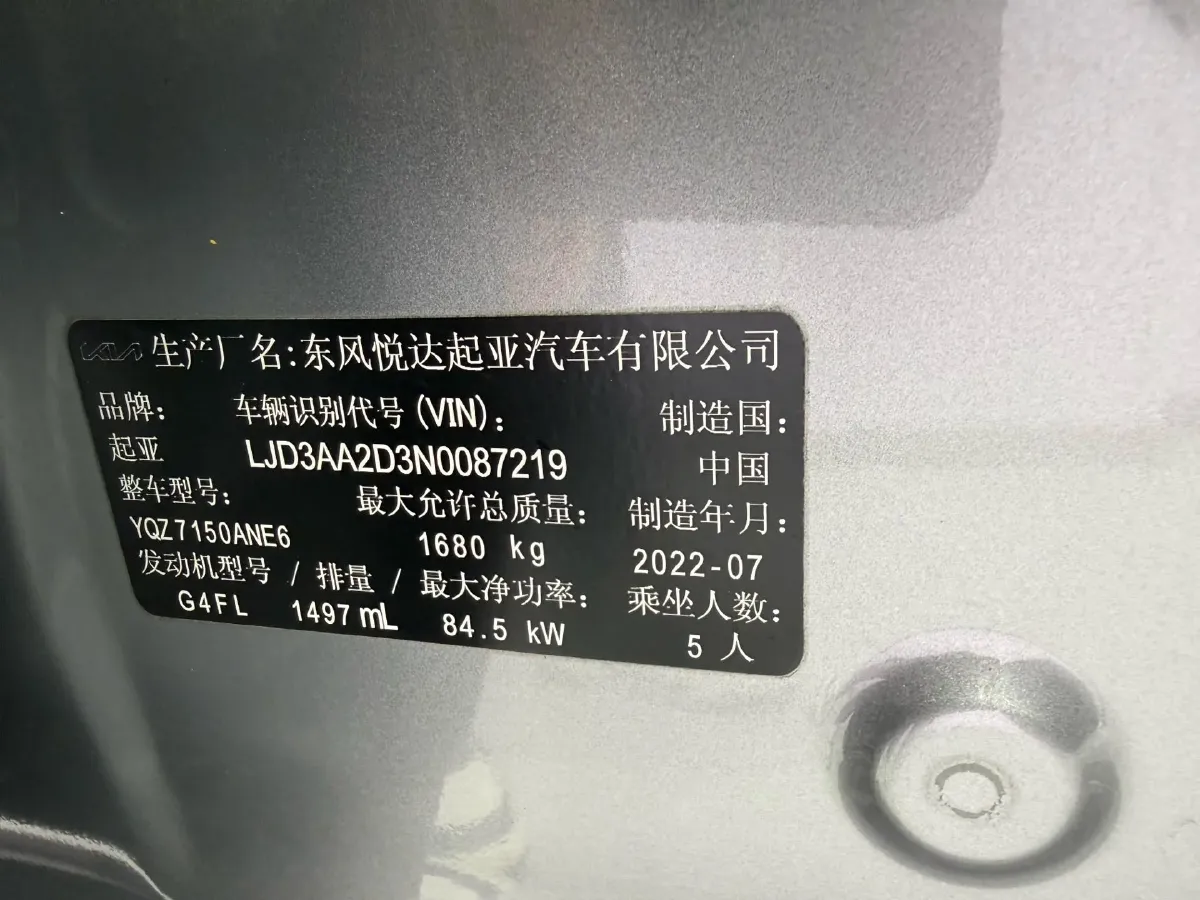 KIA 生产厂名:东风悦达起亚汽车有限公司
品牌: 车辆识别代号(VIN): 制造国:
起亚 LJD3AA2D3N0087219 中国
整车型号: 最大允许总质量: 制造年月:
YQZ7150ANE6 1680 kg 2022-07
发动机型号 / 排量 / 最大净功率: 乘坐人数:
G4FL 1497 mL 84.5 kW 5 人